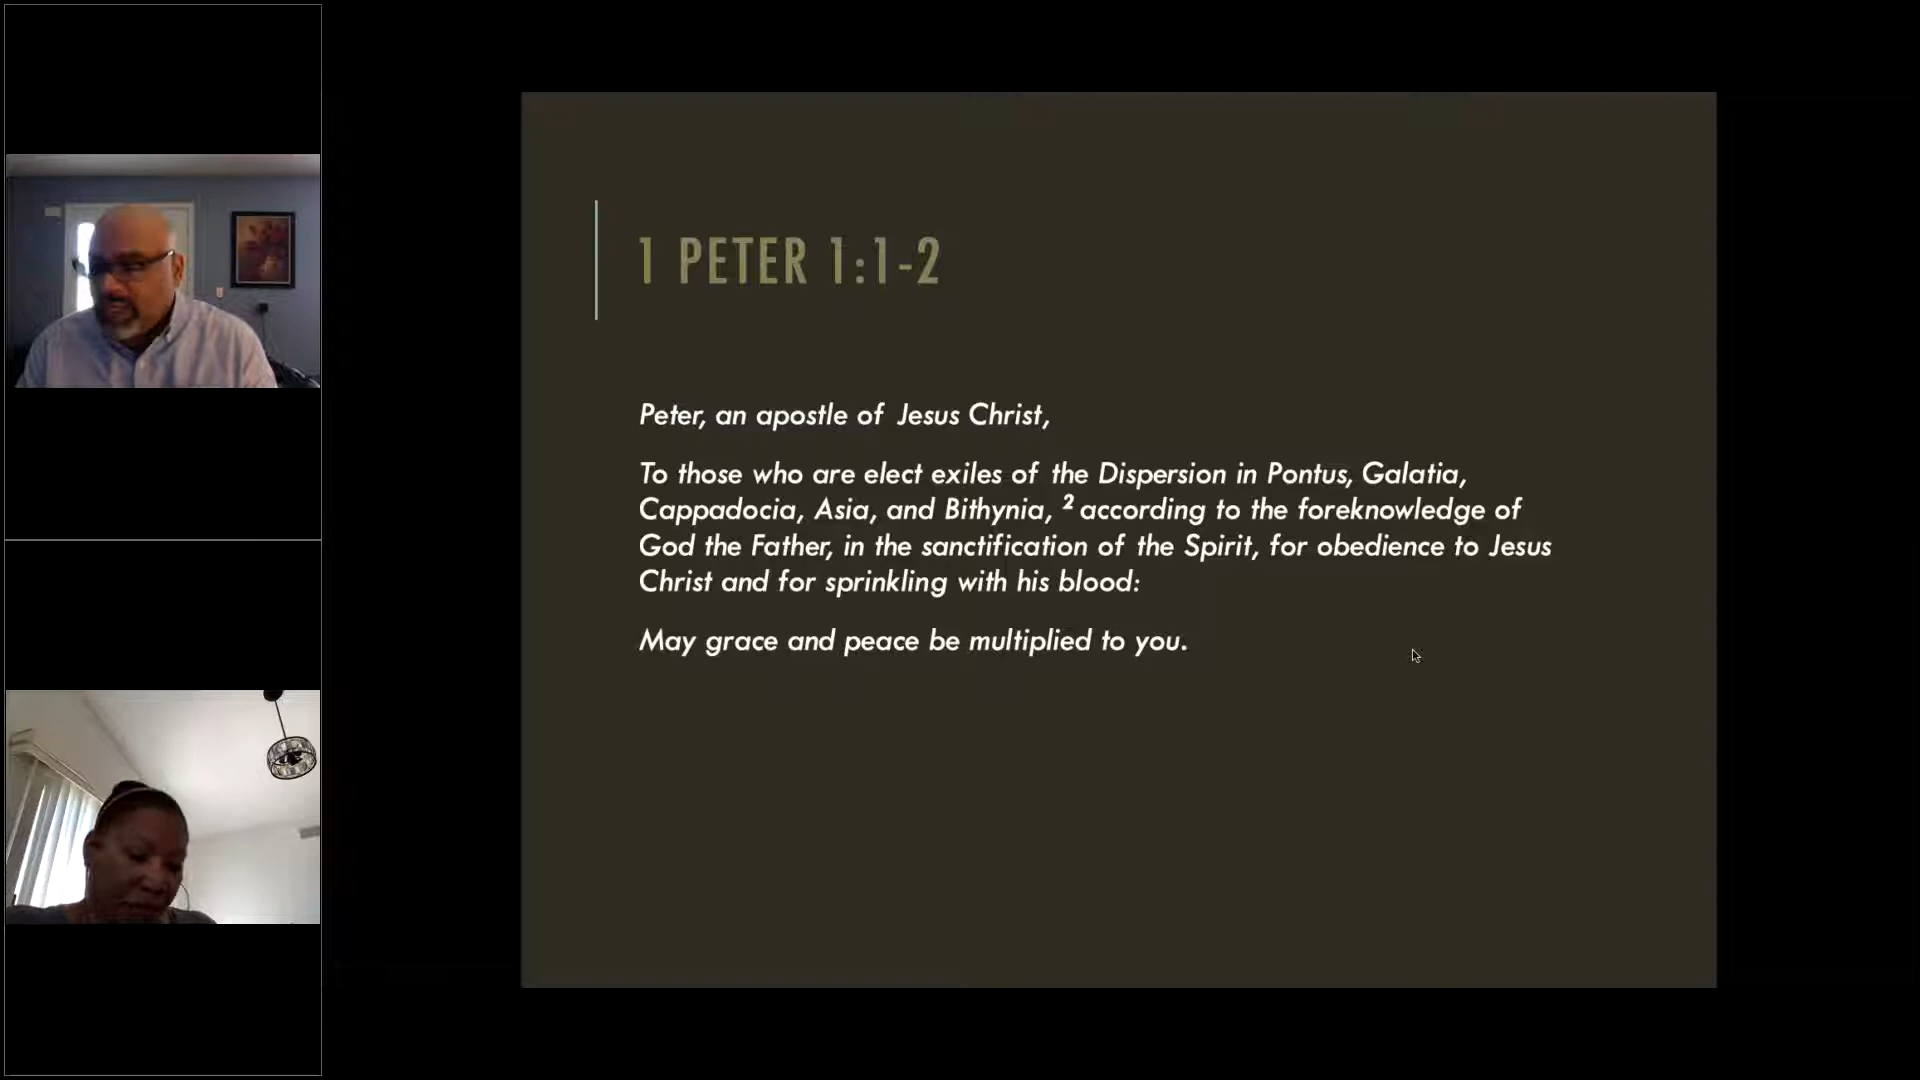 1 PETER 1:1-2
Peter, an apostle of Jesus Christ,
To those who are elect exiles of the Dispersion in Pontus, Galatia,
Cappadocia, Asia, and Bithynia, ² according to the foreknowledge of
God the Father, in the sanctification of the Spirit, for obedience to Jesus
Christ and for sprinkling with his blood:
May grace and peace be multiplied to you.